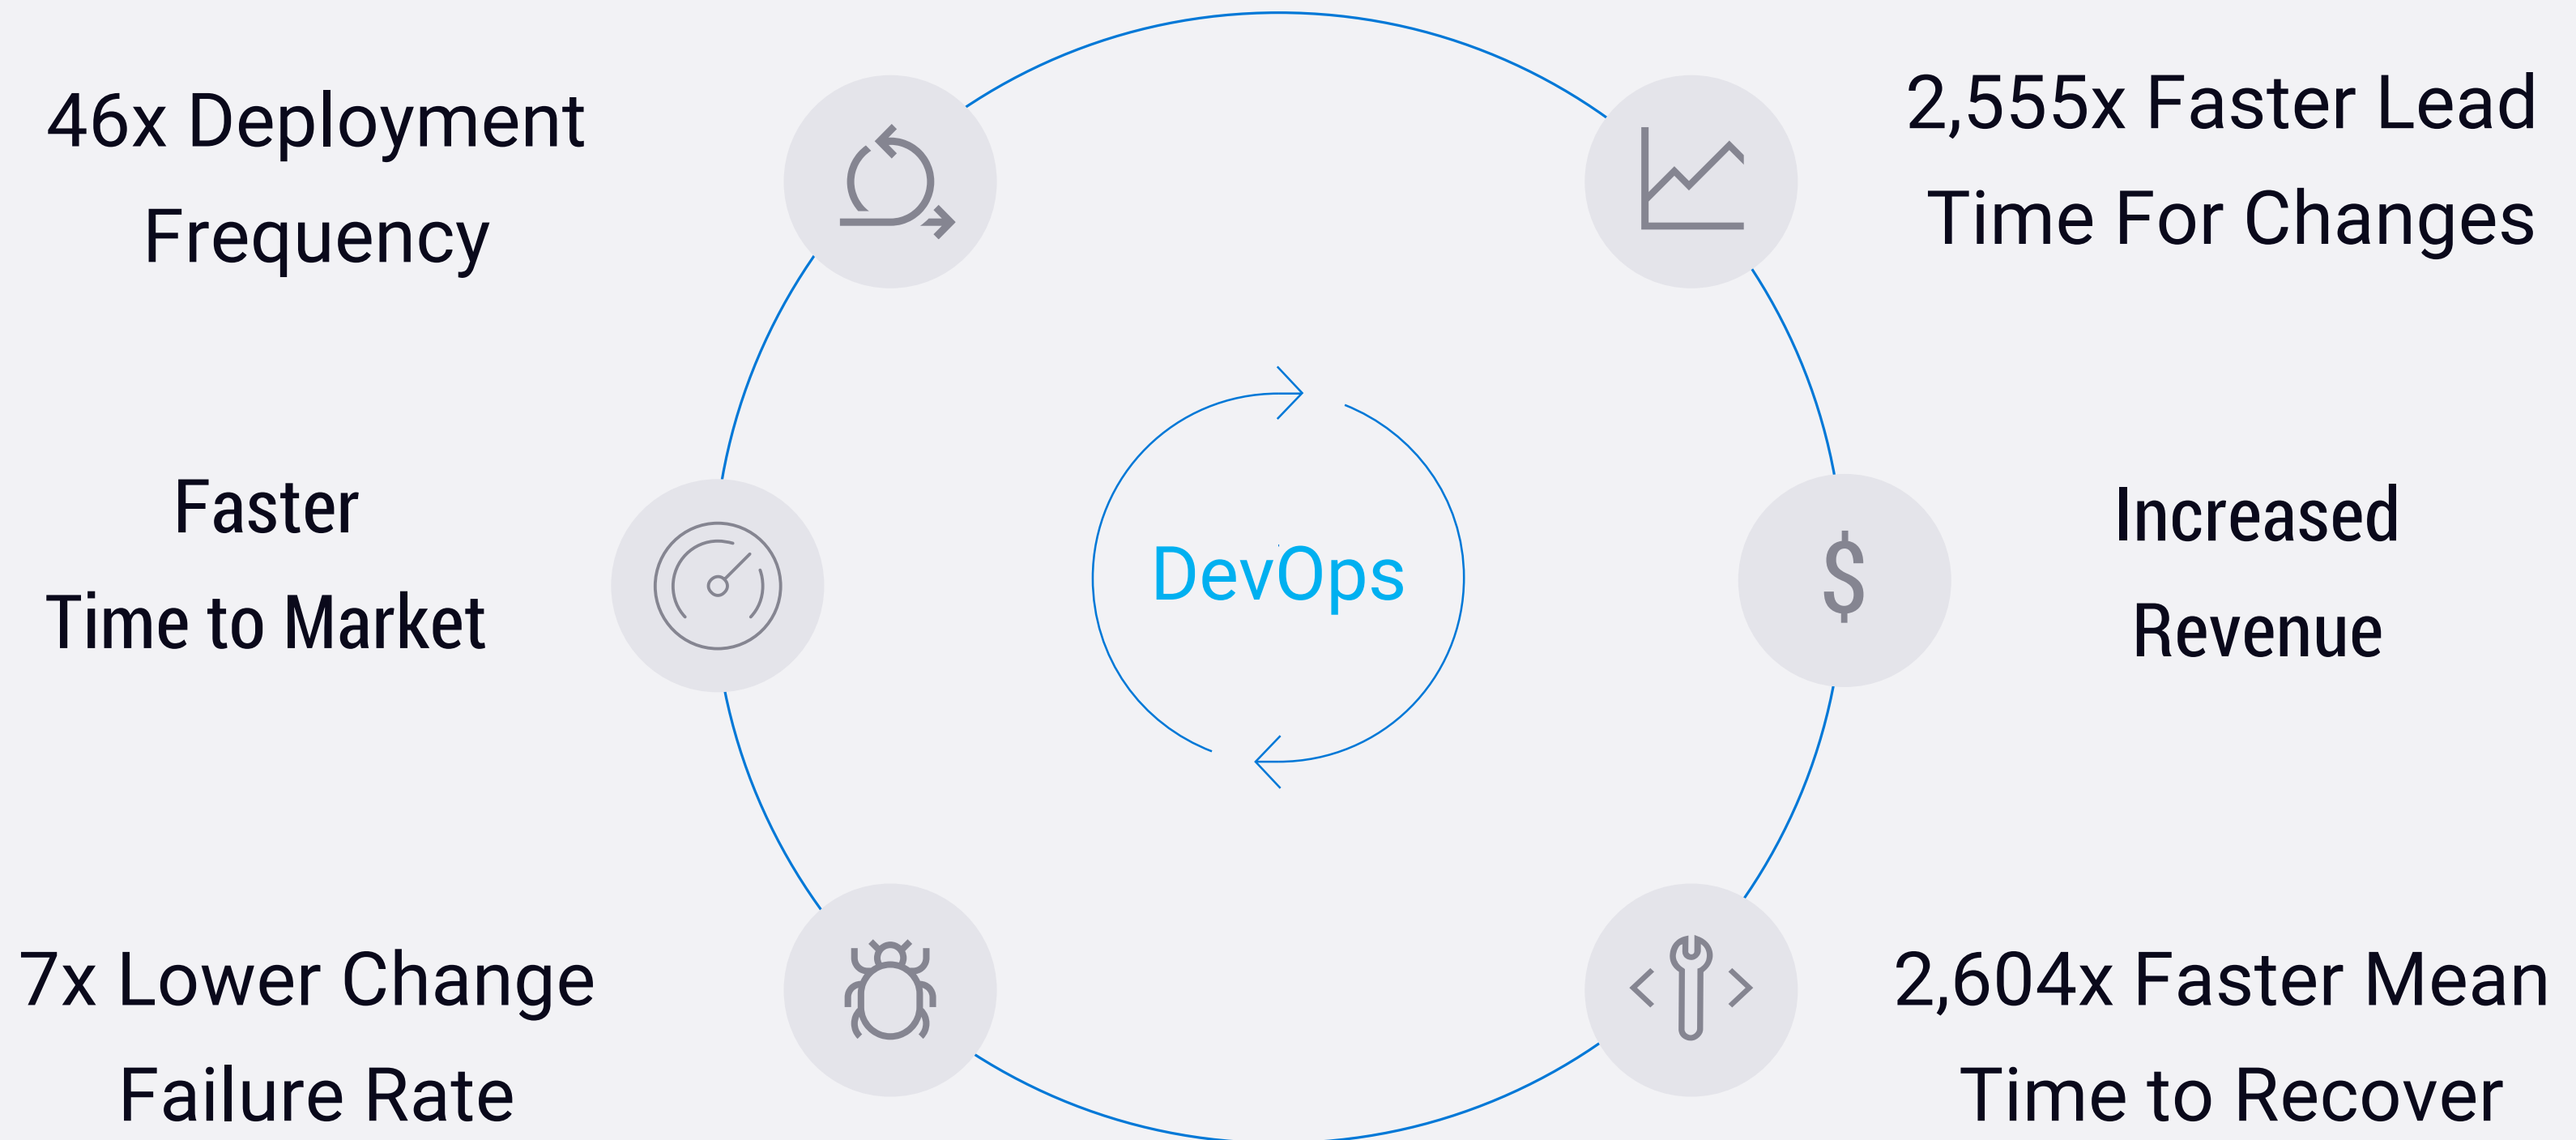 46x Deployment
Frequency
2,555x Faster Lead
Time For Changes
Faster
Time to Market
DevOps
$
Increased
Revenue
7x Lower Change
Failure Rate
2,604x Faster Mean
Time to Recover